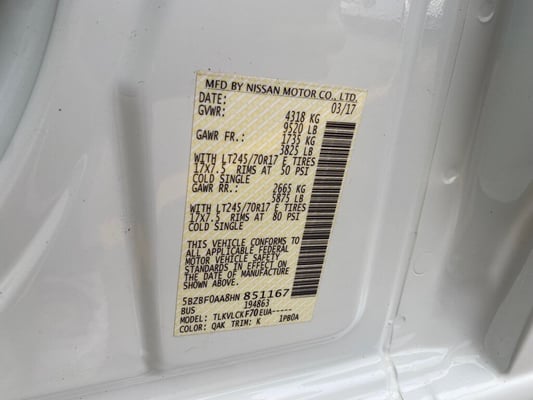 MFD BY NISSAN MOTOR CO., LTD.
DATE: 03/17
GVWR: 4318 KG
9520 LB
GAWR FR.: 1735 KG
3825 LB
WITH LT245/70R17 E TIRES
17X7.5 RIMS AT 50 PSI
COLD SINGLE
GAWR RR.: 2665 KG
5875 LB
WITH LT245/70R17 E TIRES
17X7.5 RIMS AT 80 PSI
COLD SINGLE
THIS VEHICLE CONFORMS TO
ALL APPLICABLE FEDERAL
MOTOR VEHICLE SAFETY
STANDARDS IN EFFECT ON
THE DATE OF MANUFACTURE
SHOWN ABOVE.
5BZBF0AA8HN 851167
BUS 194863
MODEL: TLKVLCKF70EUA-----
COLOR: QAK TRIM: K IPB0A